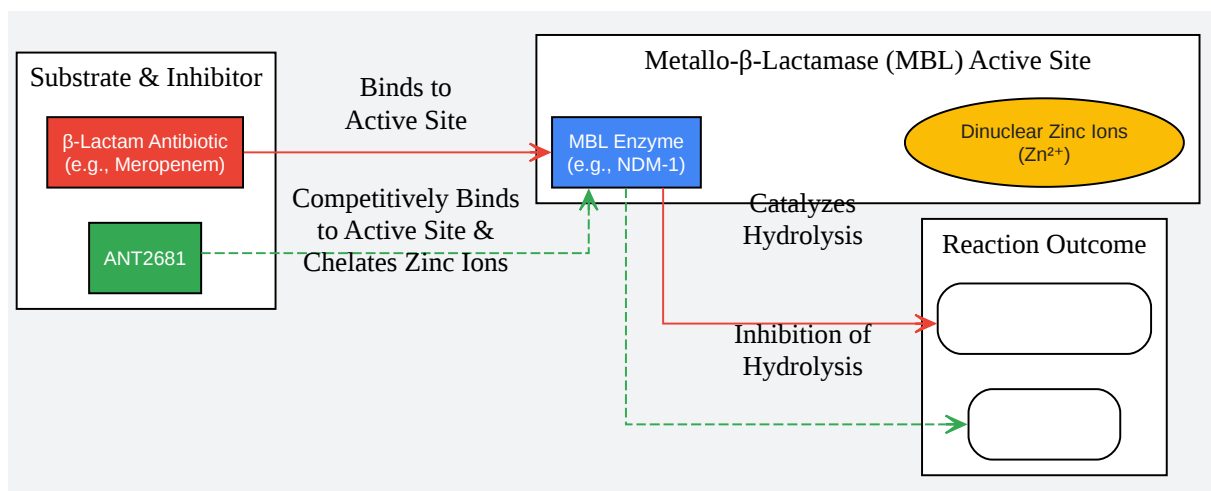 Substrate & Inhibitor
β-Lactam Antibiotic
(e.g., Meropenem)
ANT2681
Binds to
Active Site
Competitively Binds
to Active Site &
Chelates Zinc Ions
Metallo-β-Lactamase (MBL) Active Site
MBL Enzyme
(e.g., NDM-1)
Dinuclear Zinc Ions
(Zn²⁺)
Catalyzes
Hydrolysis
Inhibition of
Hydrolysis
Reaction Outcome